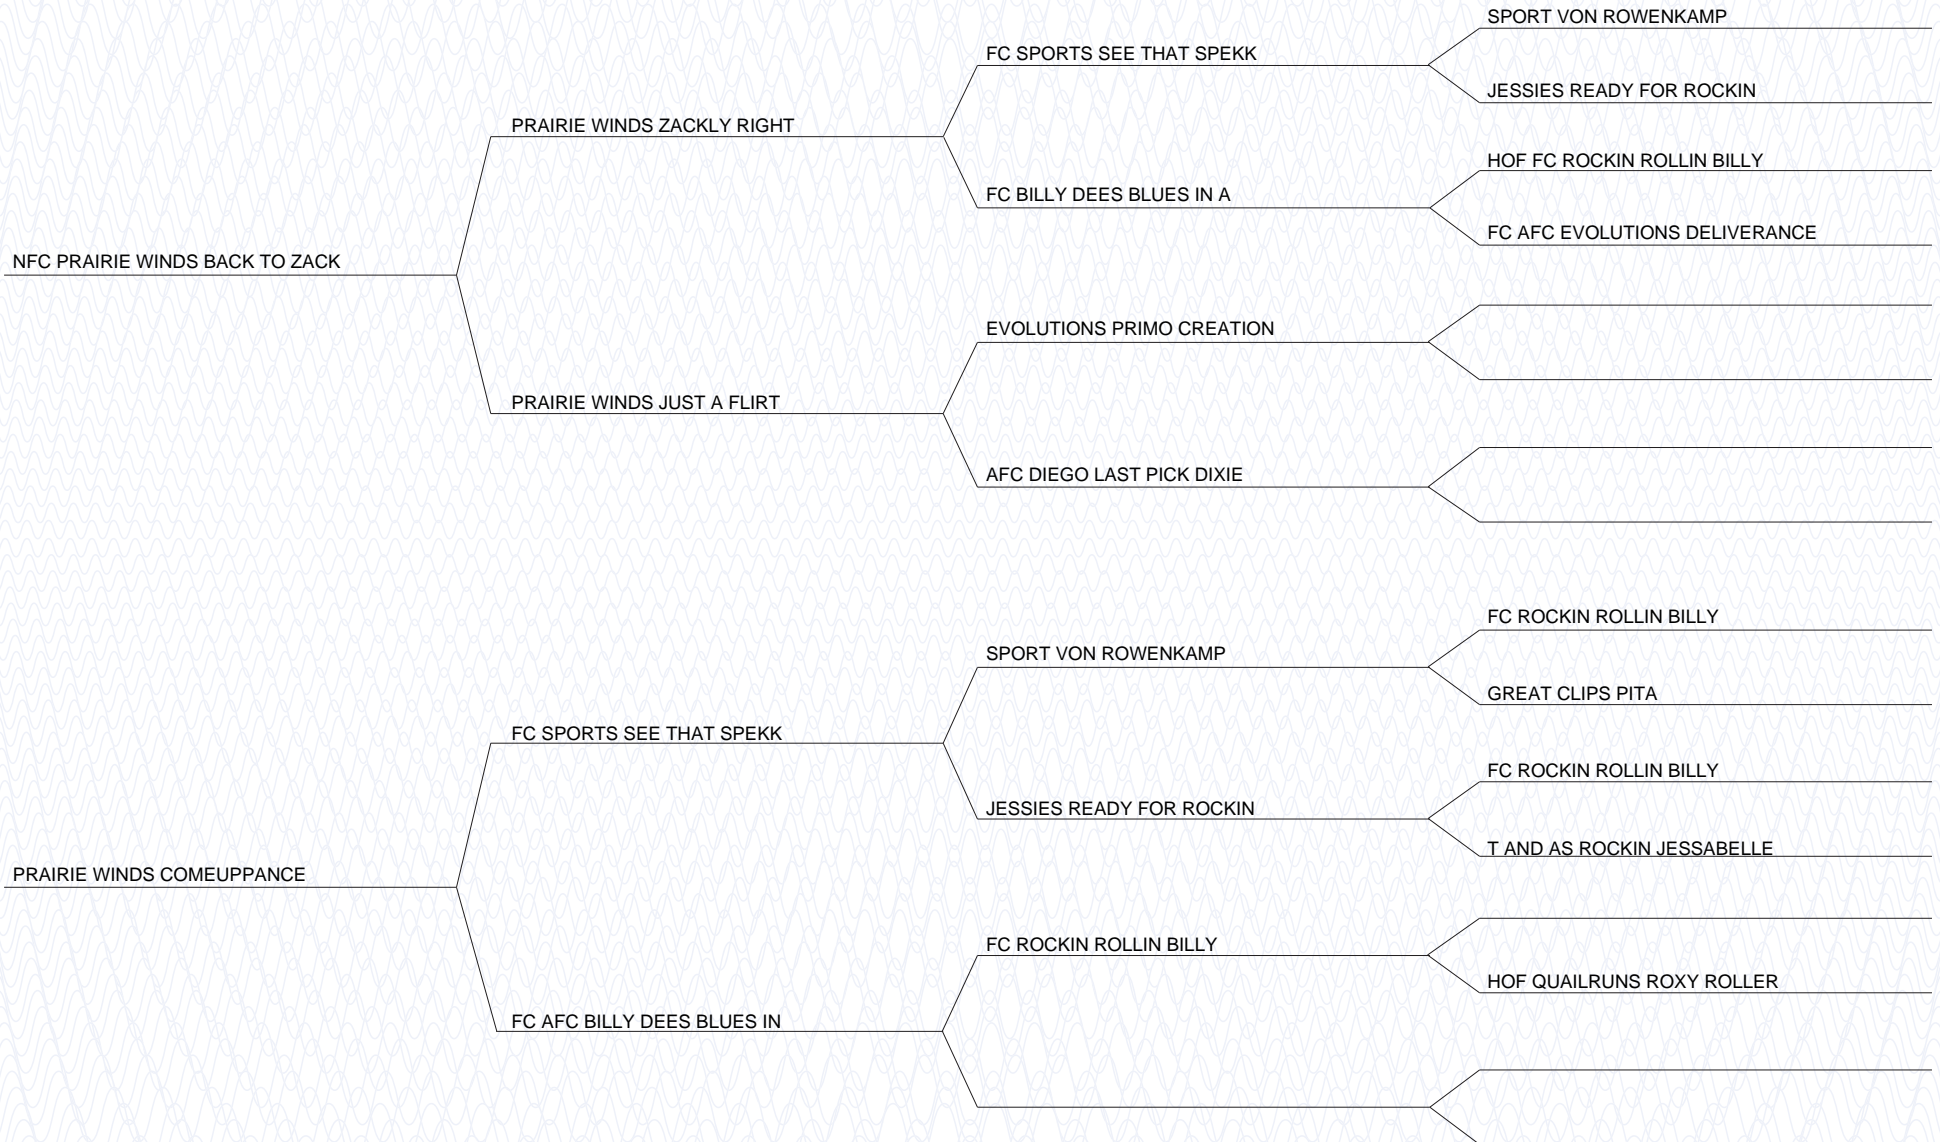 SPORT VON ROWENKAMP
FC SPORTS SEE THAT SPEKK
JESSIES READY FOR ROCKIN
PRAIRIE WINDS ZACKLY RIGHT
HOF FC ROCKIN ROLLIN BILLY
FC BILLY DEES BLUES IN A
FC AFC EVOLUTIONS DELIVERANCE
NFC PRAIRIE WINDS BACK TO ZACK
EVOLUTIONS PRIMO CREATION
PRAIRIE WINDS JUST A FLIRT
AFC DIEGO LAST PICK DIXIE
FC ROCKIN ROLLIN BILLY
SPORT VON ROWENKAMP
GREAT CLIPS PITA
FC SPORTS SEE THAT SPEKK
FC ROCKIN ROLLIN BILLY
JESSIES READY FOR ROCKIN
T AND AS ROCKIN JESSABELLE
PRAIRIE WINDS COMEUPPANCE
FC ROCKIN ROLLIN BILLY
HOF QUAILRUNS ROXY ROLLER
FC AFC BILLY DEES BLUES IN